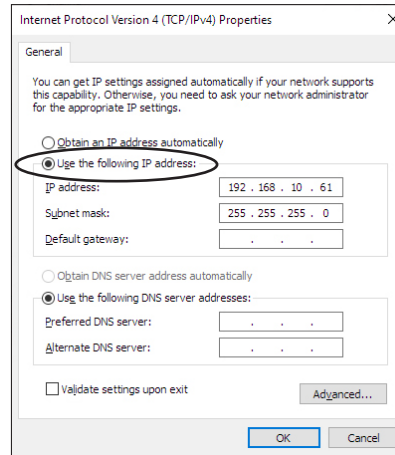 Internet Protocol Version 4 (TCP/IPv4) Properties
General
You can get IP settings assigned automatically if your network supports
this capability. Otherwise, you need to ask your network administrator
for the appropriate IP settings.
Obtain an IP address automatically
Use the following IP address:
IP address: 192 . 168 . 10 . 61
Subnet mask: 255 . 255 . 255 . 0
Default gateway: . . .
Obtain DNS server address automatically
Use the following DNS server addresses:
Preferred DNS server: . . .
Alternate DNS server: . . .
Validate settings upon exit
Advanced...
OK Cancel